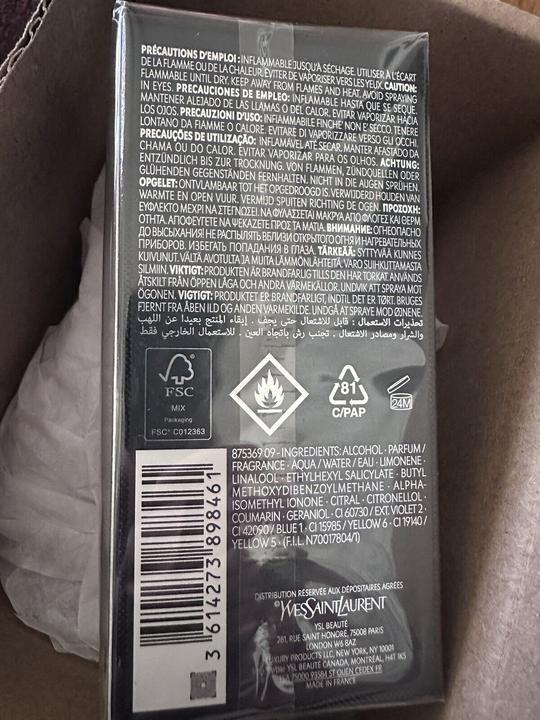 PRÉCAUTIONS D'EMPLOI: INFLAMMABLE JUSQU'À SÉCHAGE. UTILISER À L'ÉCART
DE LA FLAMME OU DE LA CHALEUR. ÉVITER DE VAPORISER VERS LES YEUX. CAUTION:
FLAMMABLE UNTIL DRY. KEEP AWAY FROM FLAMES AND HEAT. AVOID SPRAYING
IN EYES. PRECAUCIONES DE EMPLEO: INFLAMABLE HASTA QUE SE SEQUE.
MANTENER ALEJADO DE LAS LLAMAS O DEL CALOR. EVITAR VAPORIZAR HACIA
LOS OJOS. PRECAUZIONI D'USO: INFIAMMABILE FINCHE' NON E' SECCO. TENERE
LONTANO DA FIAMME O CALORE. EVITARE DI VAPORIZZARE VERSO GLI OCCHI.
PRECAUÇÕES DE UTILIZAÇÃO: INFLAMÁVEL ATÉ SECAR. MANTER AFASTADO DA
CHAMA OU DO CALOR. EVITAR VAPORIZAR PARA OS OLHOS. ACHTUNG:
ENTZÜNDLICH BIS ZUR TROCKNUNG. VON FLAMMEN, ZÜNDQUELLEN ODER
GLÜHENDEN GEGENSTÄNDEN FERNHALTEN. NICHT IN DIE AUGEN SPRÜHEN.
OPGELET: ONTVLAMBAAR TOT HET OPGEDROOGD IS. VERWIJDERD HOUDEN VAN
WARMTE EN OPEN VUUR. VERMIJD SPUITEN RICHTING DE OGEN. ΠΡΟΣΟΧΗ:
ΕΥΦΛΕΚΤΟ ΜΕΧΡΙ ΝΑ ΣΤΕΓΝΩΣΕΙ. ΝΑ ΦΥΛΑΣΣΕΤΑΙ ΜΑΚΡΥΑ ΑΠΟ ΦΛΟΓΕΣ ΚΑΙ ΘΕΡΜ
ΟΤΗΤΑ. ΑΠΟΦΕΥΓΕΤΕ ΝΑ ΨΕΚΑΖΕΤΕ ΠΡΟΣ ΤΑ ΜΑΤΙΑ. ВНИМАНИЕ: ОГНЕОПАСНО
ДО ВЫСЫХАНИЯ! НЕ РАСПЫЛЯТЬ ВБЛИЗИ ОТКРЫТОГО ОГНЯ И НАГРЕВАТЕЛЬНЫХ
ПРИБОРОВ. ИЗБЕГАТЬ ПОПАДАНИЯ В ГЛАЗА. TÄRKEÄÄ: SYTTYVÄÄ KUNNES
KUIVUNUT. VÄLTÄ AVOTULTA JA MUITA LÄMMÖNLÄHTEITÄ. VARO SUIHKUTTAMASTA
SILMIIN. VIKTIGT: PRODUKTEN ÄR BRANDFARLIG TILLS DEN HAR TORKAT. ANVÄNDS
ÅTSKILT FRÅN ÖPPEN LÅGA OCH ANDRA VÄRMEKÄLLOR. UNDVIK ATT SPRAYA MOT
ÖGONEN. VIGTIGT: PRODUKTET ER BRANDFARLIGT, INDTIL DET ER TØRT. BRUGES
FJERNT FRA ÅBEN ILD OG ANDEN VARMEKILDE. UNDGÅ AT SPRAY MOD ØJNENE.
تحذيرات الاستعمال : قابل للاشتعال حتى يجف . إبقاء المنتج بعيدا عن اللهب
والشرار ومصادر الاشتعال . تجنب رش باتجاه العين . للاستعمال الخارجي فقط
FSC
MIX
Packaging
FSC® C012363
81
C/PAP
24M
875369 09 - INGREDIENTS: ALCOHOL · PARFUM /
FRAGRANCE · AQUA / WATER / EAU · LIMONENE ·
LINALOOL · ETHYLHEXYL SALICYLATE · BUTYL
METHOXYDIBENZOYLMETHANE · ALPHA-
ISOMETHYL IONONE · CITRAL · CITRONELLOL ·
COUMARIN · GERANIOL · CI 60730 / EXT. VIOLET 2 ·
CI 42090 / BLUE 1 · CI 15985 / YELLOW 6 · CI 19140 /
YELLOW 5 · (F.I.L. N70017804/1)
3 614273 898461
DISTRIBUTION RÉSERVÉE AUX DÉPOSITAIRES AGRÉÉS
© YVESSAINTLAURENT
YSL BEAUTÉ
281, RUE SAINT HONORÉ, 75008 PARIS
LONDON W6 8AZ
LUXURY PRODUCTS LLC, NEW YORK, NY 10001
YSL BEAUTÉ CANADA, MONTRÉAL, H4T 1K5
75000 93584 ST OUEN CEDEX FR
MADE IN FRANCE